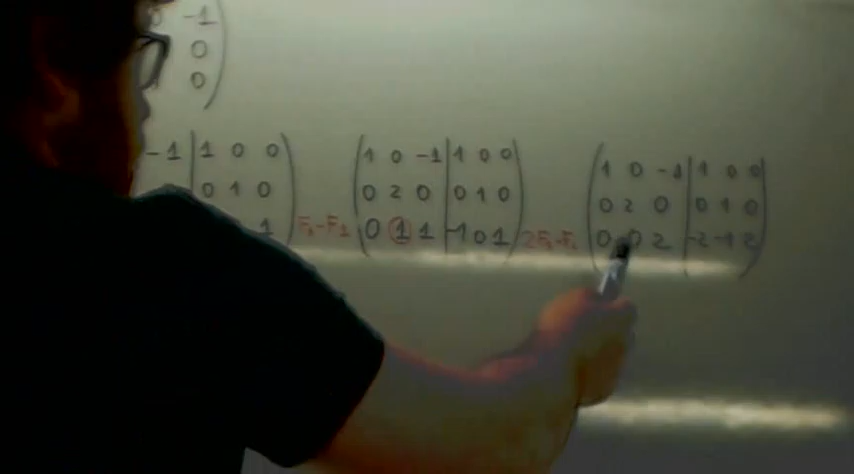 0 -1
0
0
-1 | 1 0 0
0 1 0
1
F₃-F₁
1 0 -1 | 1 0 0
0 2 0 | 0 1 0
0 1 1 | -1 0 1
1 0 -1 | 1 0 0
0 2 0 | 0 1 0
0 0 2 | -2 -1 2